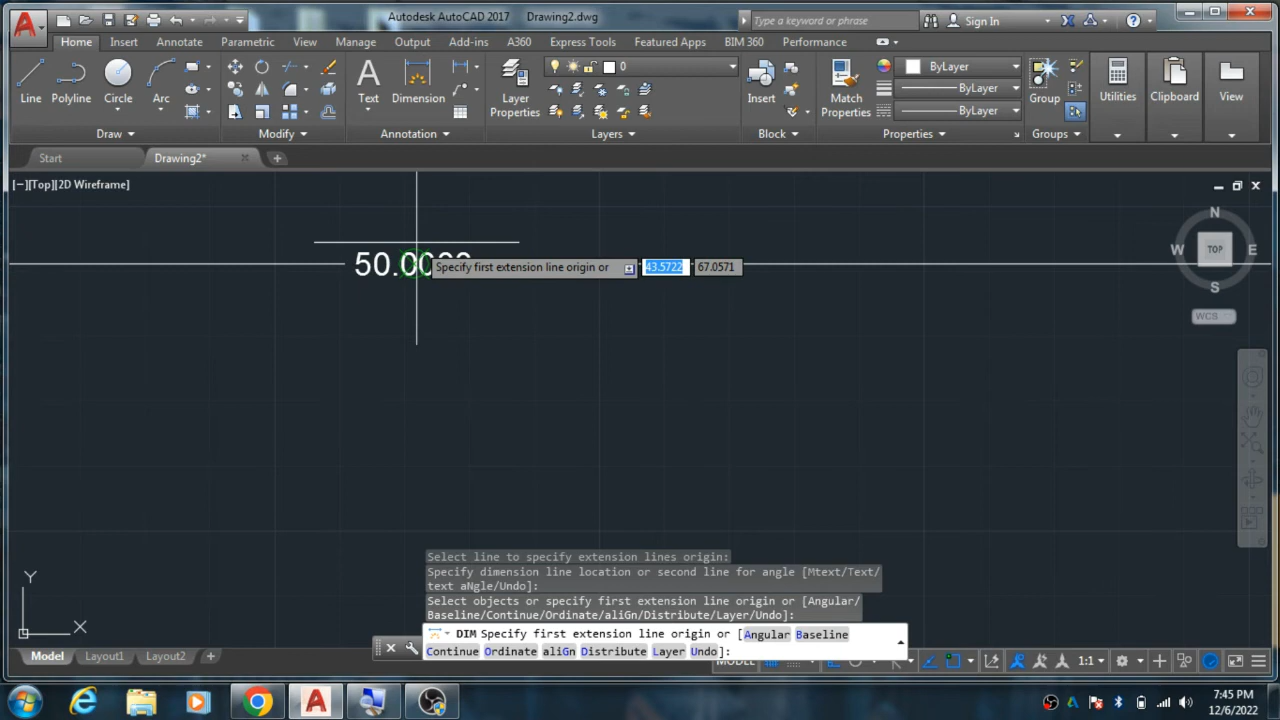 Autodesk AutoCAD 2017 Drawing2.dwg
Type a keyword or phrase
Sign In
Home Insert Annotate Parametric View Manage Output Add-ins A360 Express Tools Featured Apps BIM 360 Performance
Line Polyline Circle Arc
Text Dimension
Layer Properties
0
Insert
Match Properties
ByLayer
ByLayer
ByLayer
Group
Utilities
Clipboard
View
Draw Modify Annotation Layers Block Properties Groups
Start Drawing2* +
[−][Top][2D Wireframe]
N
W TOP E
S
WCS
Specify first extension line origin or 43.5722 67.0571
Y
X
Select line to specify extension lines origin:
Specify dimension line location or second line for angle [Mtext/Text/
text aNgle/Undo]:
Select objects or specify first extension line origin or [Angular/
Baseline/Continue/Ordinate/aliGn/Distribute/Layer/Undo]:
DIM Specify first extension line origin or [Angular Baseline
Continue Ordinate aliGn Distribute Layer Undo]:
Model Layout1 Layout2 +
MODEL 1:1
7:45 PM
12/6/2022